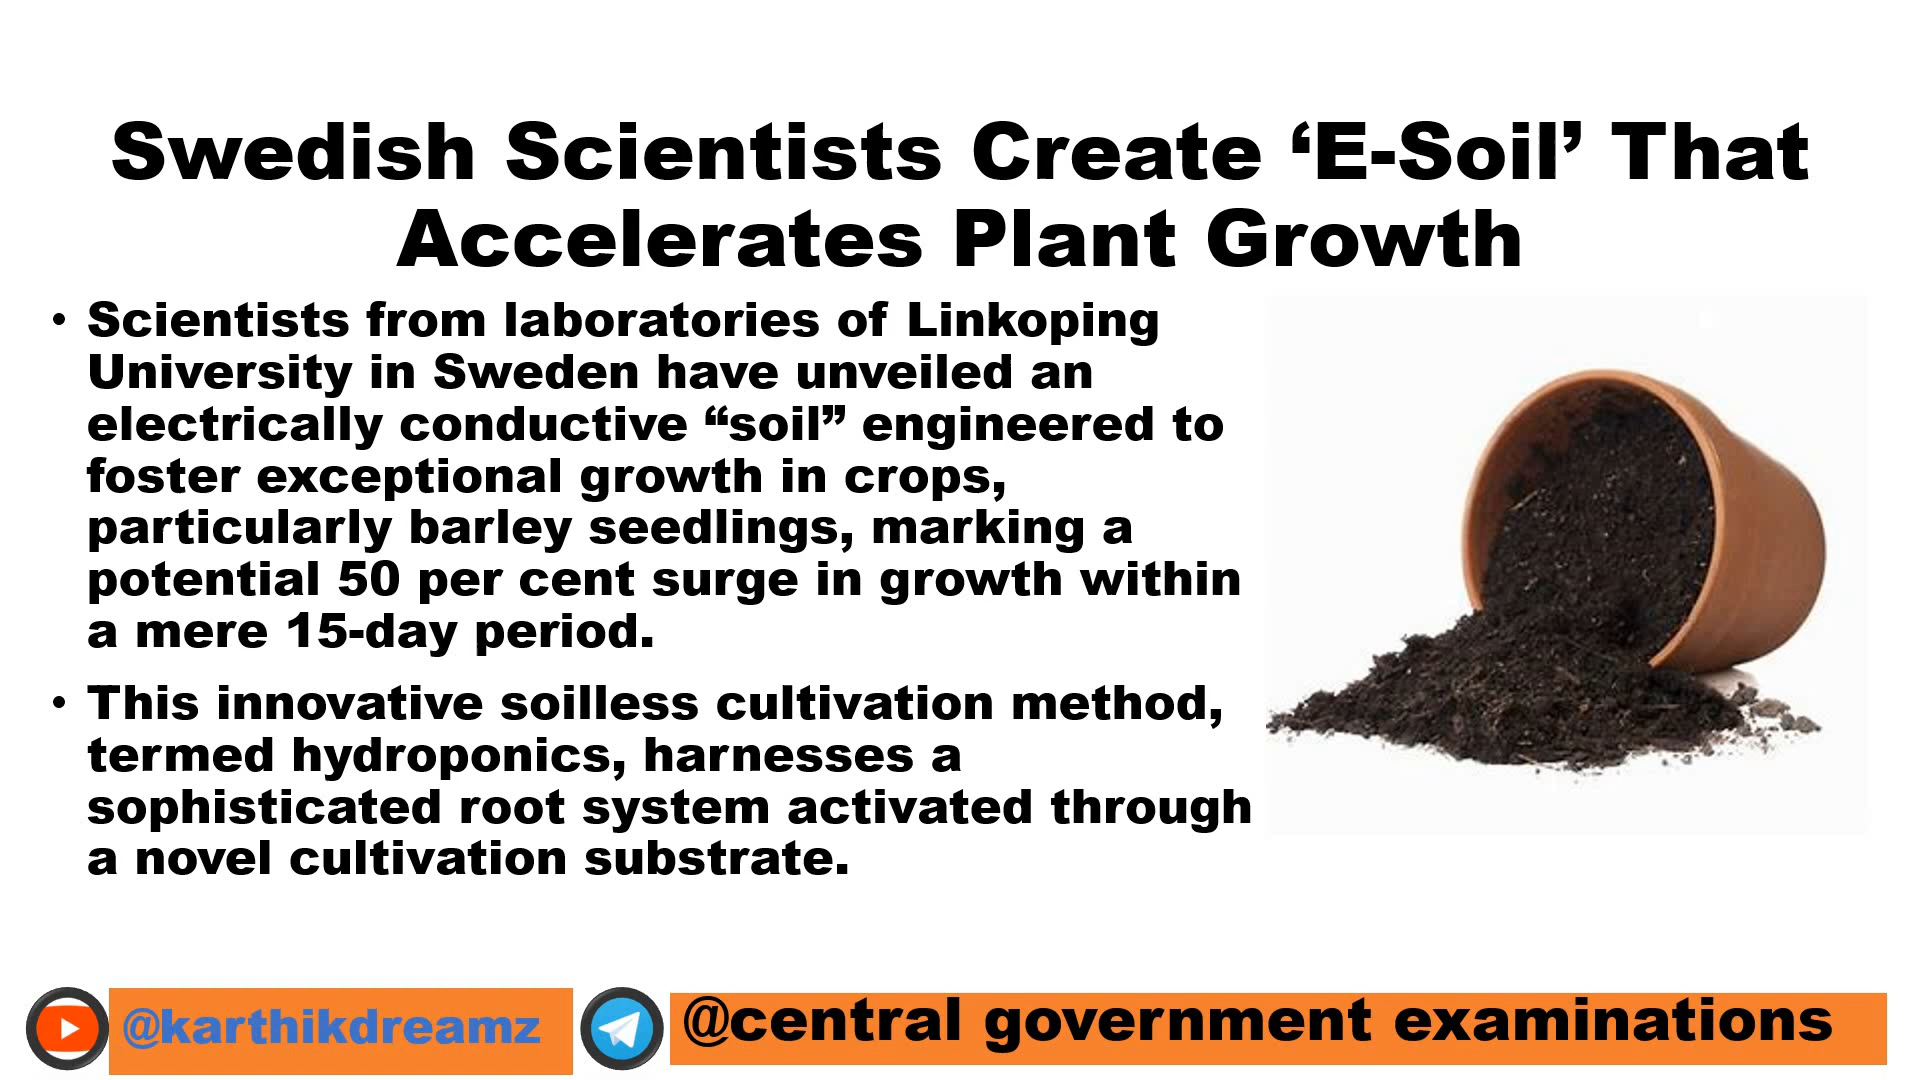 Swedish Scientists Create ‘E-Soil’ That
Accelerates Plant Growth
• Scientists from laboratories of Linkoping
University in Sweden have unveiled an
electrically conductive “soil” engineered to
foster exceptional growth in crops,
particularly barley seedlings, marking a
potential 50 per cent surge in growth within
a mere 15-day period.
• This innovative soilless cultivation method,
termed hydroponics, harnesses a
sophisticated root system activated through
a novel cultivation substrate.
@karthikdreamz
@central government examinations